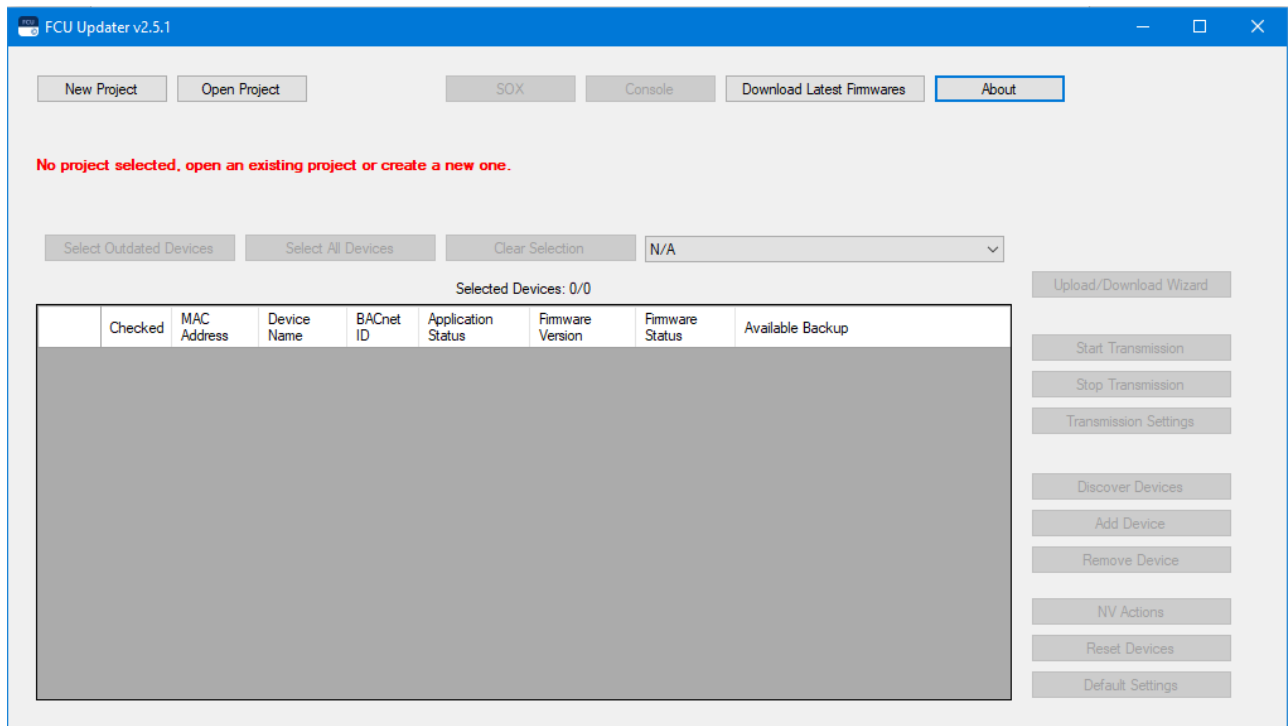 FCU
FCU Updater v2.5.1
New Project
Open Project
SOX
Console
Download Latest Firmwares
About
No project selected, open an existing project or create a new one.
Select Outdated Devices
Select All Devices
Clear Selection
N/A
Selected Devices: 0/0
Upload/Download Wizard
Checked
MAC
Address
Device
Name
BACnet
ID
Application
Status
Firmware
Version
Firmware
Status
Available Backup
Start Transmission
Stop Transmission
Transmission Settings
Discover Devices
Add Device
Remove Device
NV Actions
Reset Devices
Default Settings